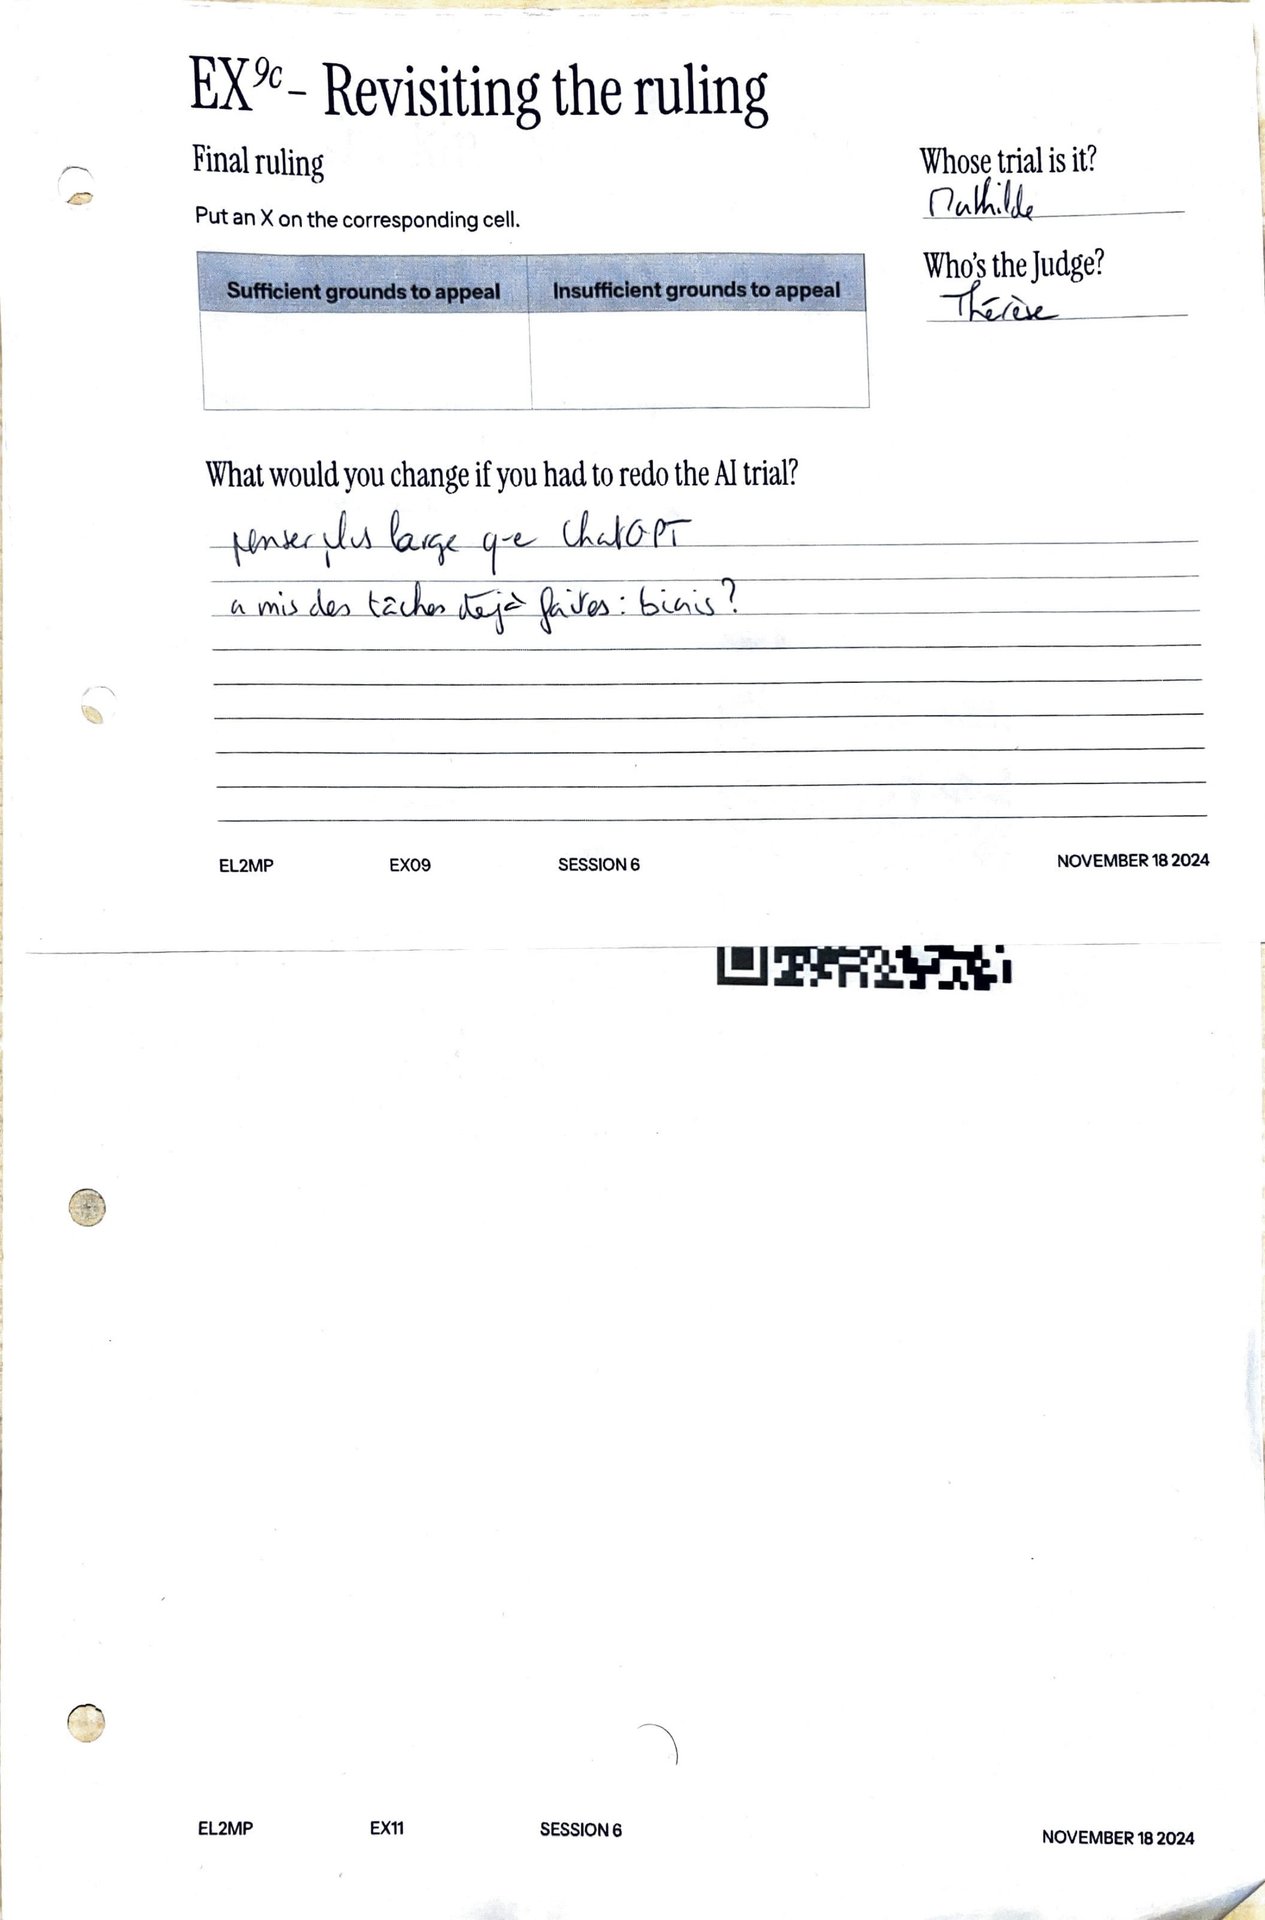 EX9c – Revisiting the ruling
Final ruling
Put an X on the corresponding cell.
Whose trial is it?
Mathilde
Who's the Judge?
Thérèse
Sufficient grounds to appeal
Insufficient grounds to appeal
What would you change if you had to redo the AI trial?
penser plus large que ChatGPT
a mis des tâches déjà faites : biais ?
EL2MP EX09 SESSION 6 NOVEMBER 18 2024
EL2MP EX11 SESSION 6 NOVEMBER 18 2024